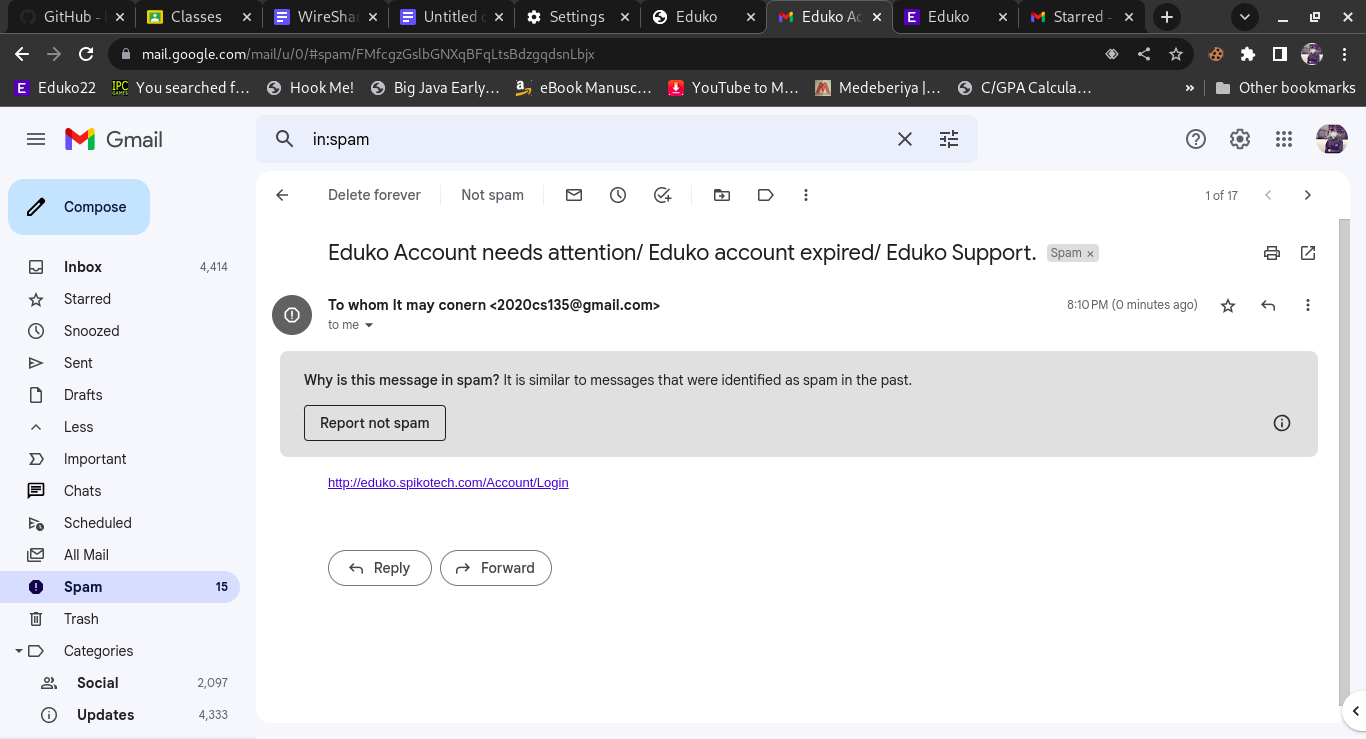 GitHub - Classes WireShar Untitled Settings Eduko Eduko Ac Eduko Starred -
mail.google.com/mail/u/0/#spam/FMfcgzGslbGNXqBFqLtsBdzgqdsnLbjx
Eduko22 You searched f... Hook Me! Big Java Early,... eBook Manusc... YouTube to M... Medeberiya |... C/GPA Calcula... » Other bookmarks
Gmail
in:spam
Compose
Delete forever
Not spam
1 of 17
Inbox 4,414
Starred
Snoozed
Sent
Drafts
Less
Important
Chats
Scheduled
All Mail
Spam 15
Trash
Categories
Social 2,097
Updates 4,333
Eduko Account needs attention/ Eduko account expired/ Eduko Support. Spam ×
To whom It may conern <2020cs135@gmail.com> 8:10 PM (0 minutes ago)
to me
Why is this message in spam? It is similar to messages that were identified as spam in the past.
Report not spam
http://eduko.spikotech.com/Account/Login
Reply Forward